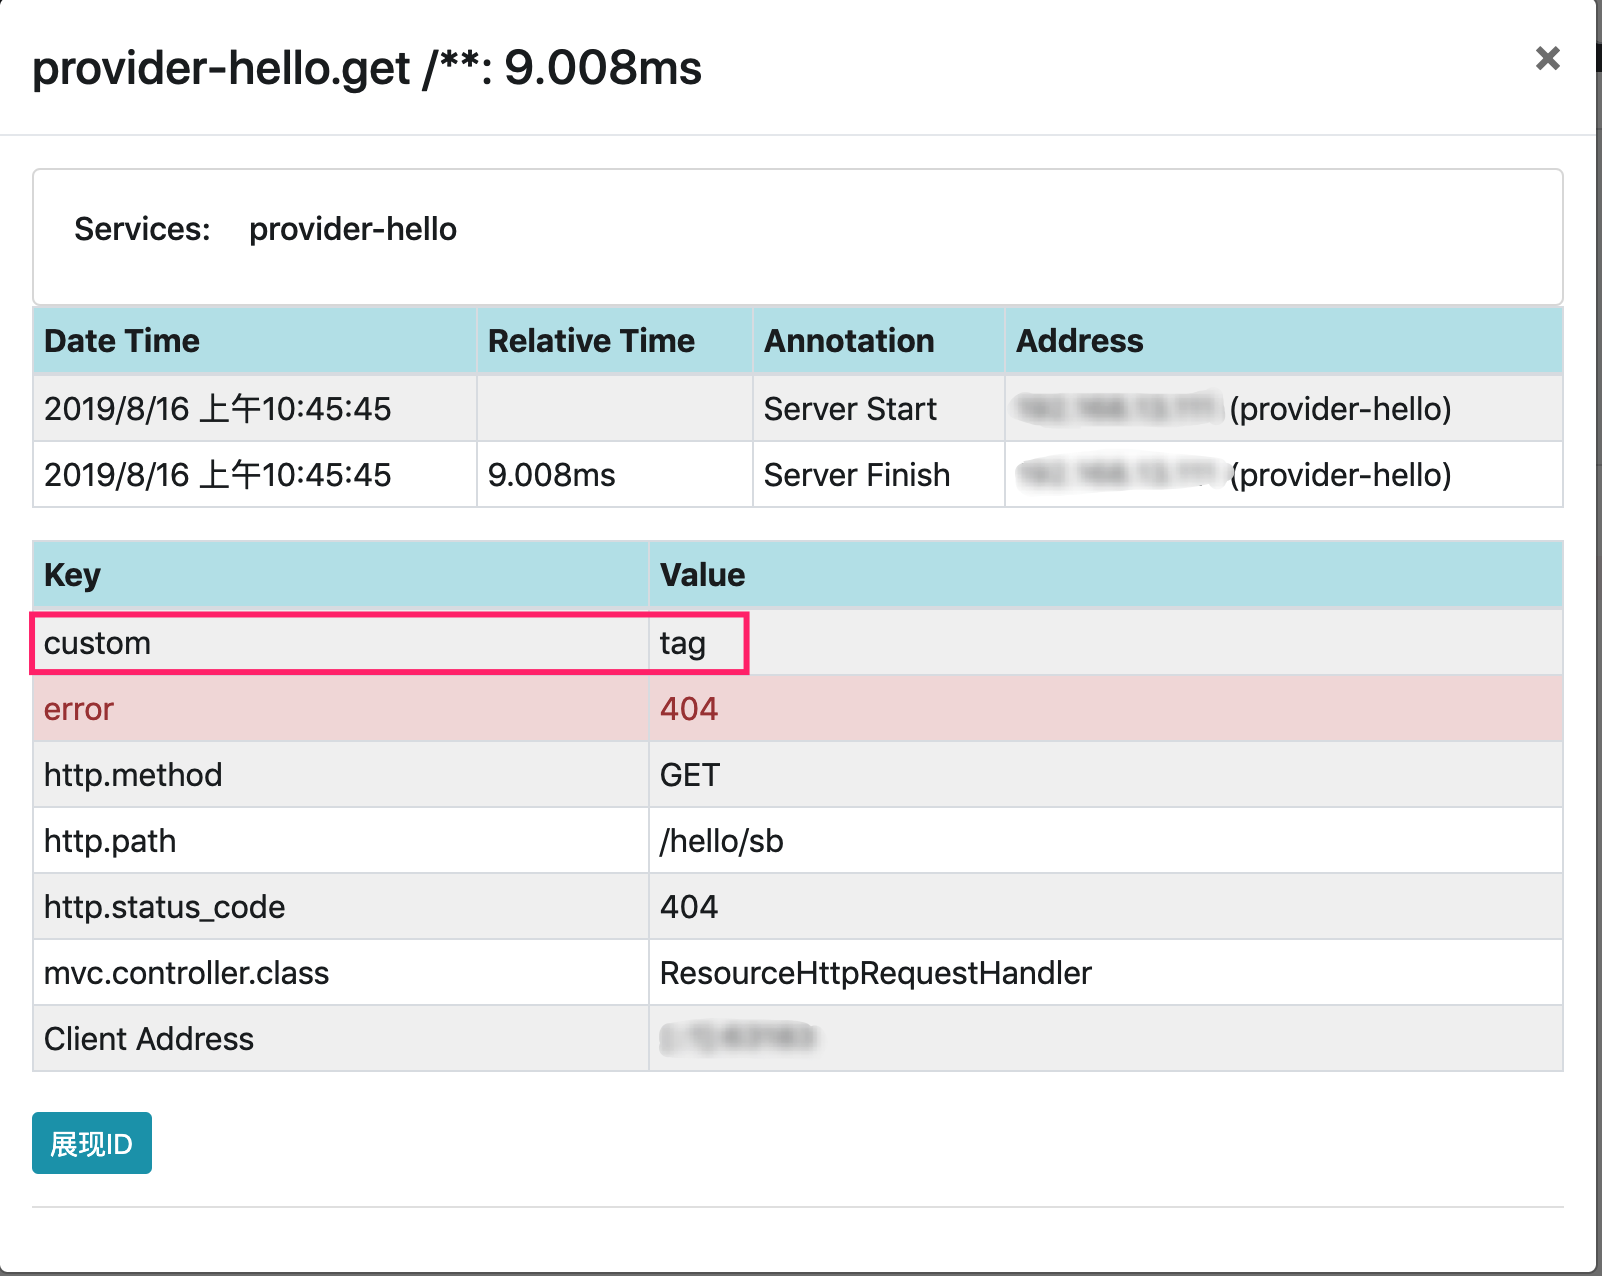 provider-hello.get /**: 9.008ms
×
Services: provider-hello
Date Time Relative Time Annotation Address
2019/8/16 上午10:45:45 Server Start (provider-hello)
2019/8/16 上午10:45:45 9.008ms Server Finish (provider-hello)
Key Value
custom tag
error 404
http.method GET
http.path /hello/sb
http.status_code 404
mvc.controller.class ResourceHttpRequestHandler
Client Address
展现ID